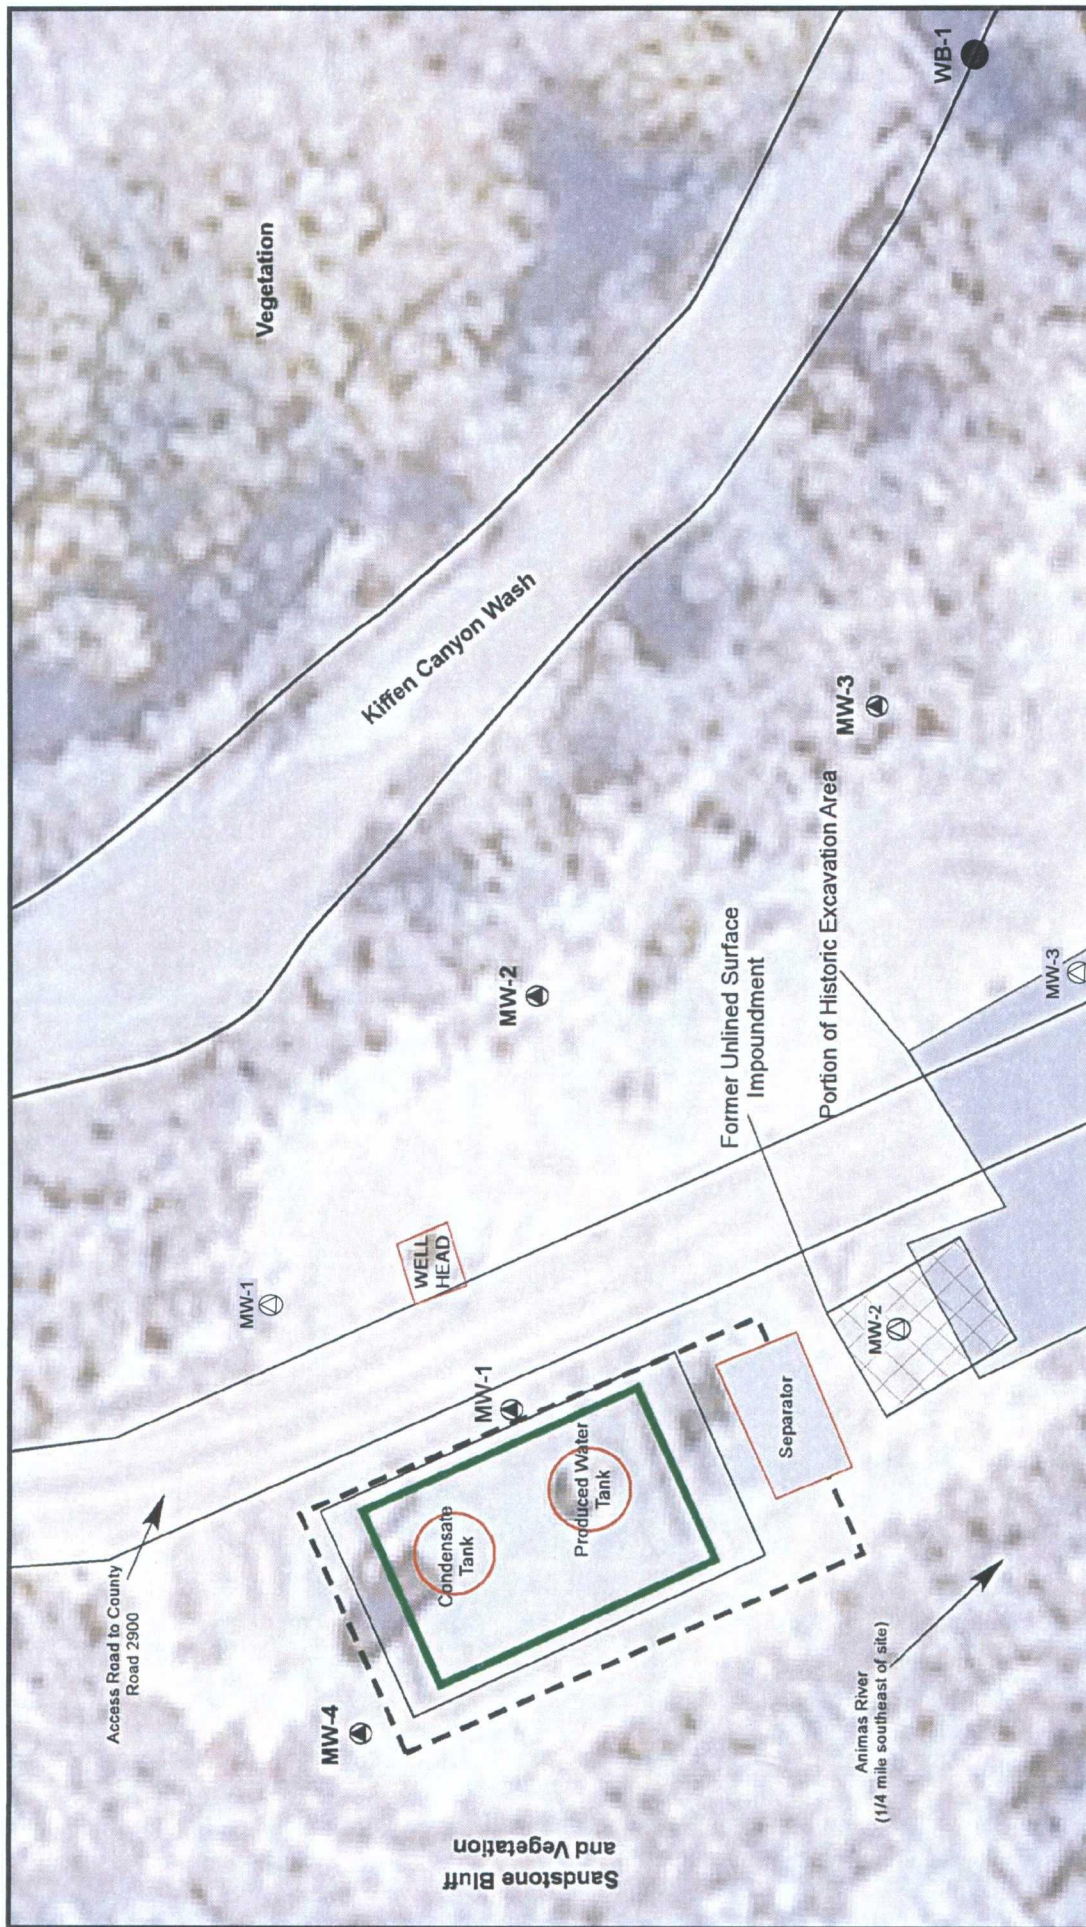 Sandstone Bluff
and Vegetation
MW-4
Access Road to County
Road 2900
Condensate
Tank
Produced Water
Tank
MW-1
Separator
Animas River
(1/4 mile southeast of site)
MW-1
WELL
HEAD
MW-2
MW-2
Former Unlined Surface
Impoundment
Portion of Historic Excavation Area
MW-3
MW-3
Kiffen Canyon Wash
Vegetation
WB-1